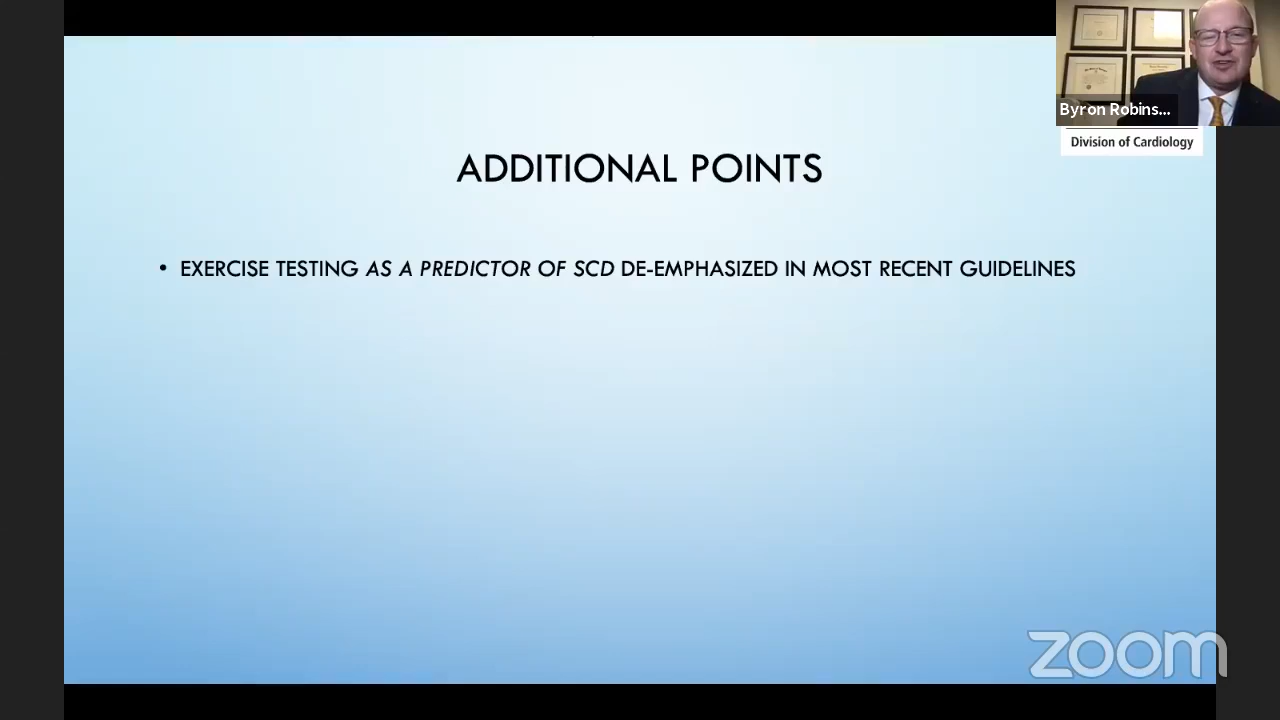 Byron Robins...
Division of Cardiology
ADDITIONAL POINTS
• EXERCISE TESTING AS A PREDICTOR OF SCD DE-EMPHASIZED IN MOST RECENT GUIDELINES
zoom